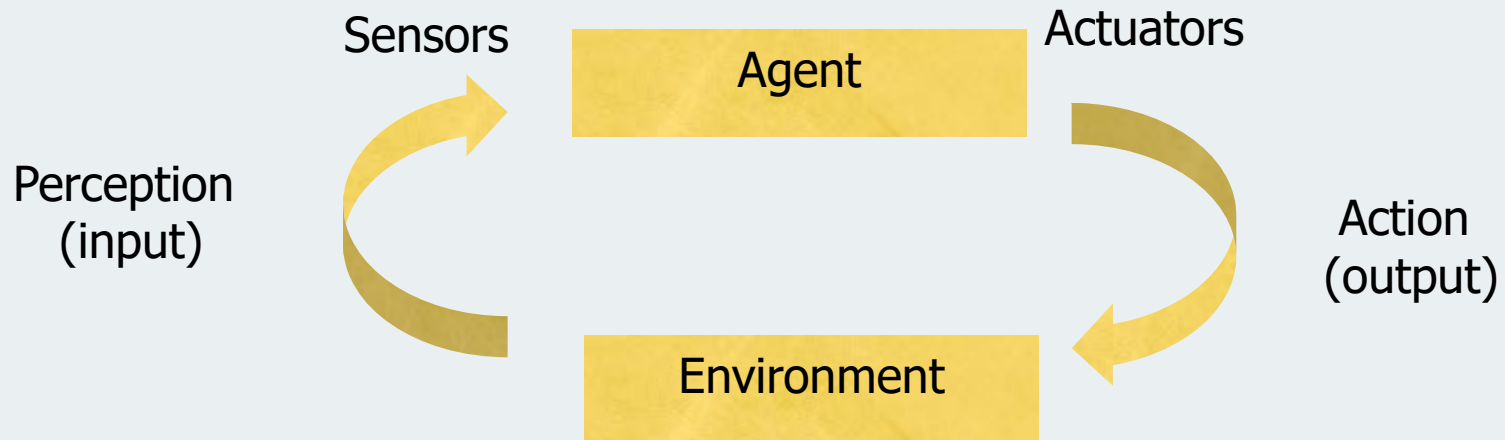 Sensors
Agent
Actuators
Perception
(input)
Action
(output)
Environment